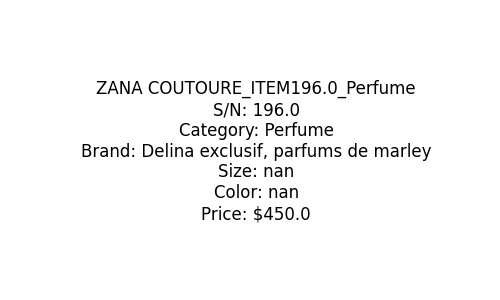 ZANA COUTOURE_ITEM196.0_Perfume
S/N: 196.0
Category: Perfume
Brand: Delina exclusif, parfums de marley
Size: nan
Color: nan
Price: $450.0